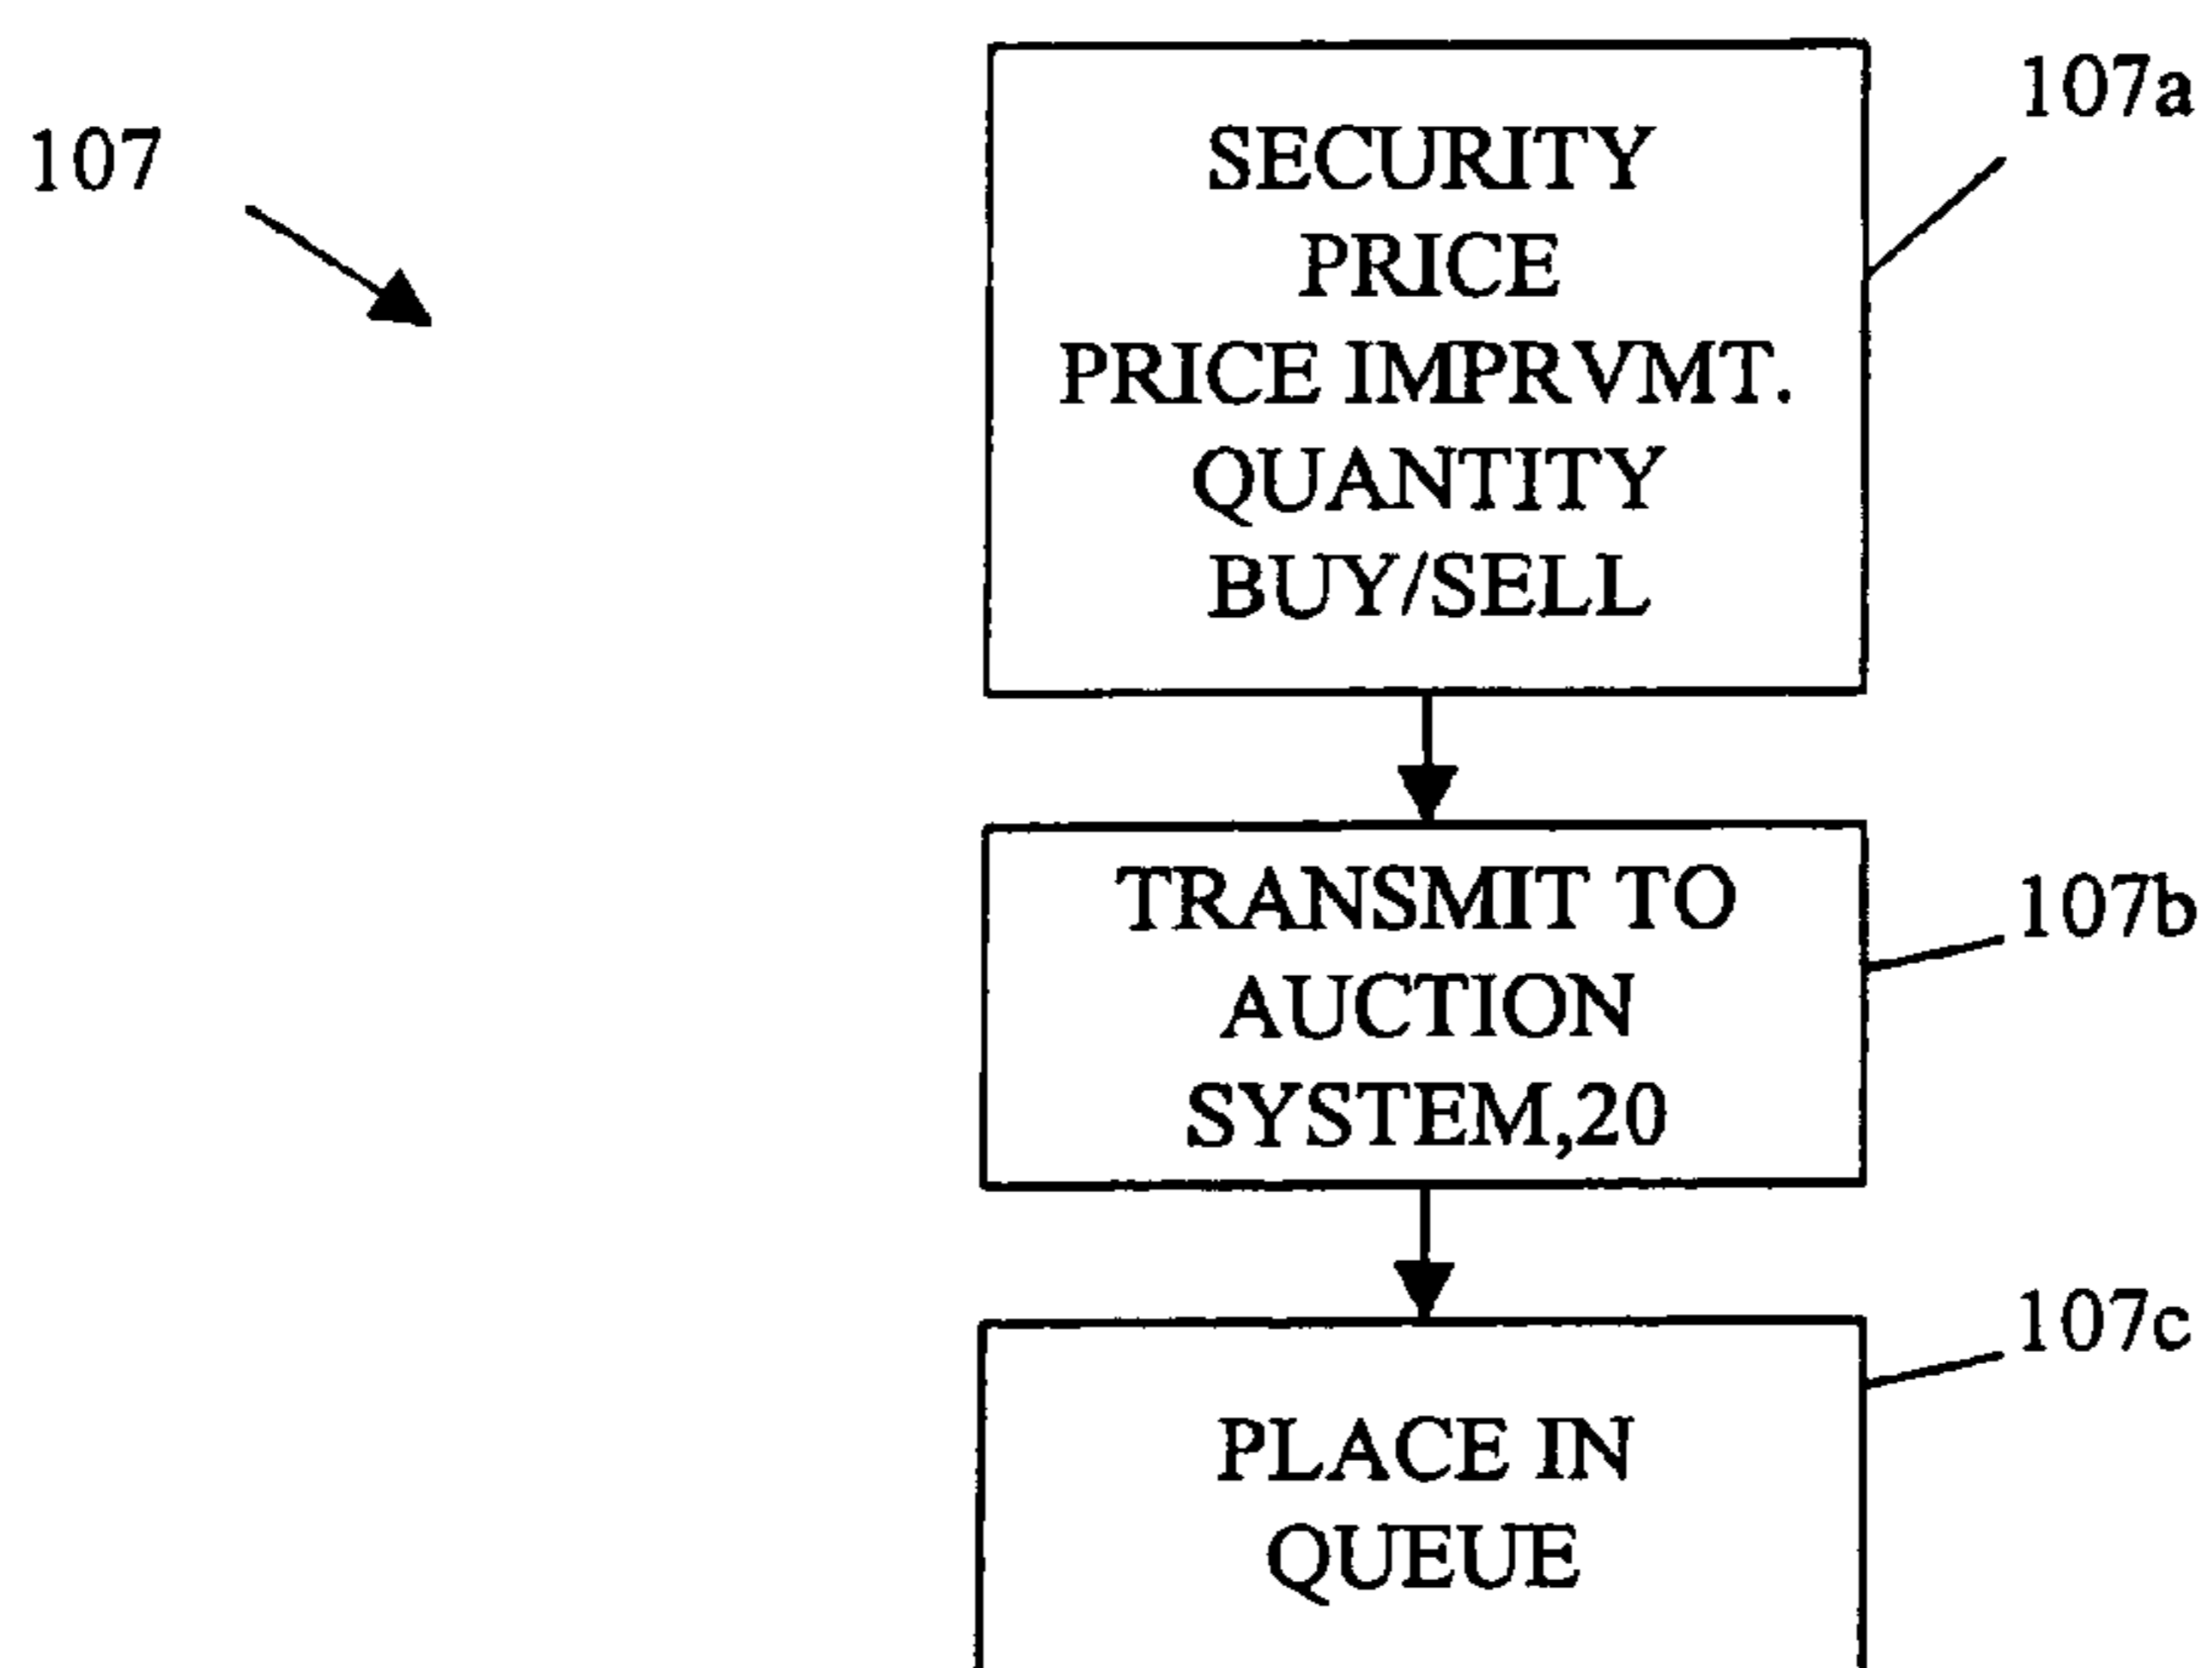 107
107a
SECURITY
PRICE
PRICE IMPRVMT.
QUANTITY
BUY/SELL
107b
TRANSMIT TO
AUCTION
SYSTEM,20
107c
PLACE IN
QUEUE